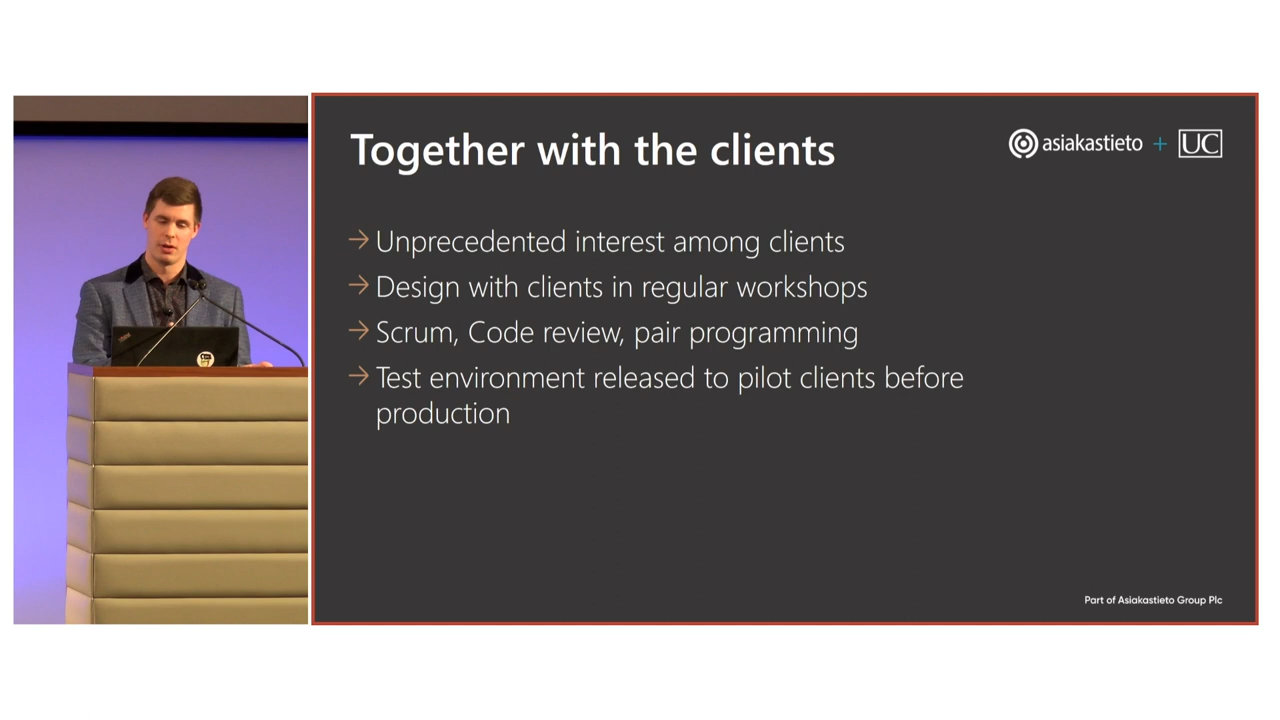 Together with the clients
asiakastieto + UC
→ Unprecedented interest among clients
→ Design with clients in regular workshops
→ Scrum, Code review, pair programming
→ Test environment released to pilot clients before
production
Part of Asiakastieto Group Plc